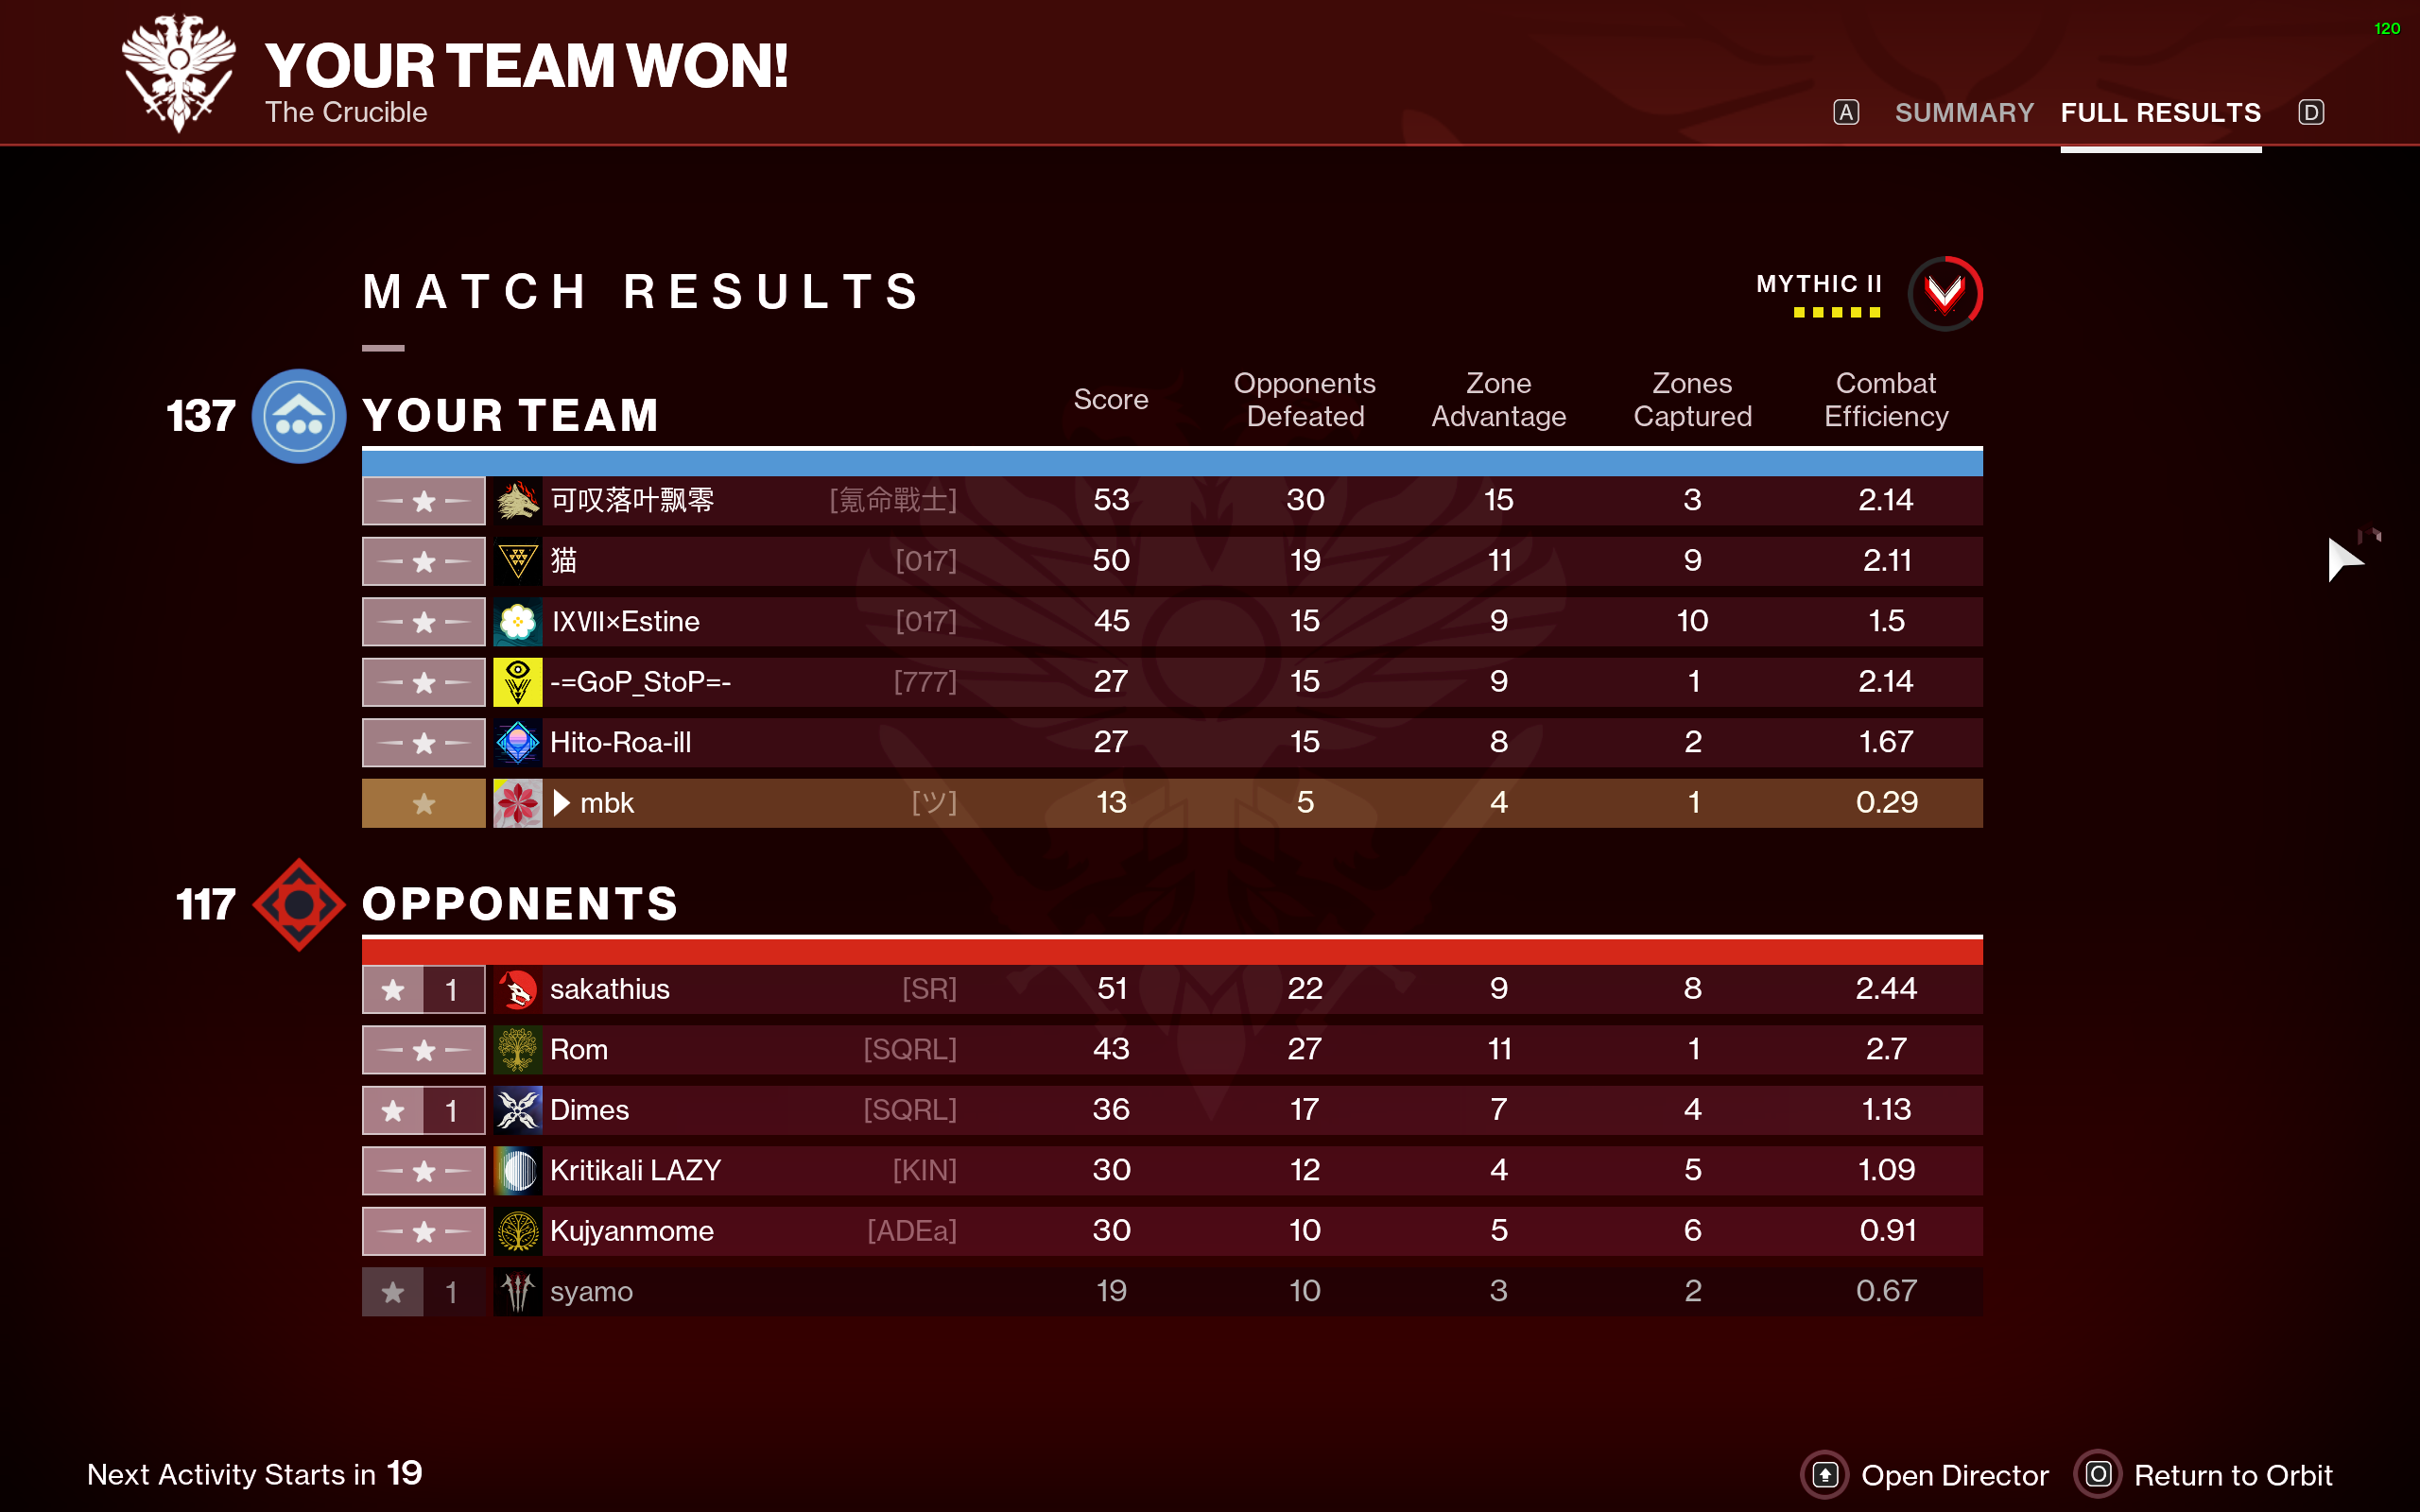 120
YOUR TEAM WON!
The Crucible
A SUMMARY FULL RESULTS D
MATCH RESULTS
MYTHIC II
137 YOUR TEAM Score Opponents Defeated Zone Advantage Zones Captured Combat Efficiency
可叹落叶飘零 [氪命戰士] 53 30 15 3 2.14
猫 [017] 50 19 11 9 2.11
IXVII×Estine [017] 45 15 9 10 1.5
-=GoP_StoP=- [777] 27 15 9 1 2.14
Hito-Roa-ill 27 15 8 2 1.67
mbk [ツ] 13 5 4 1 0.29
117 OPPONENTS
1 sakathius [SR] 51 22 9 8 2.44
Rom [SQRL] 43 27 11 1 2.7
1 Dimes [SQRL] 36 17 7 4 1.13
Kritikali LAZY [KIN] 30 12 4 5 1.09
Kujyanmome [ADEa] 30 10 5 6 0.91
1 syamo 19 10 3 2 0.67
Next Activity Starts in 19
Open Director O Return to Orbit